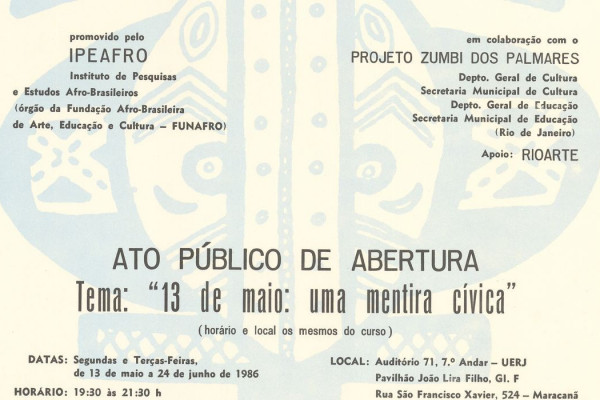 promovido pelo
IPEAFRO
Instituto de Pesquisas
e Estudos Afro-Brasileiros
(órgão da Fundação Afro-Brasileira
de Arte, Educação e Cultura – FUNAFRO)
em colaboração com o
PROJETO ZUMBI DOS PALMARES
Depto. Geral de Cultura
Secretaria Municipal de Cultura
Depto. Geral de Educação
Secretaria Municipal de Educação
(Rio de Janeiro)
Apoio: RIOARTE
ATO PÚBLICO DE ABERTURA
Tema: "13 de maio: uma mentira cívica"
(horário e local os mesmos do curso)
DATAS: Segundas e Terças-Feiras,
de 13 de maio a 24 de junho de 1986
HORÁRIO: 19:30 às 21:30 h
LOCAL: Auditório 71, 7.º Andar – UERJ
Pavilhão João Lira Filho, Gl. F
Rua São Francisco Xavier, 524 – Maracanã